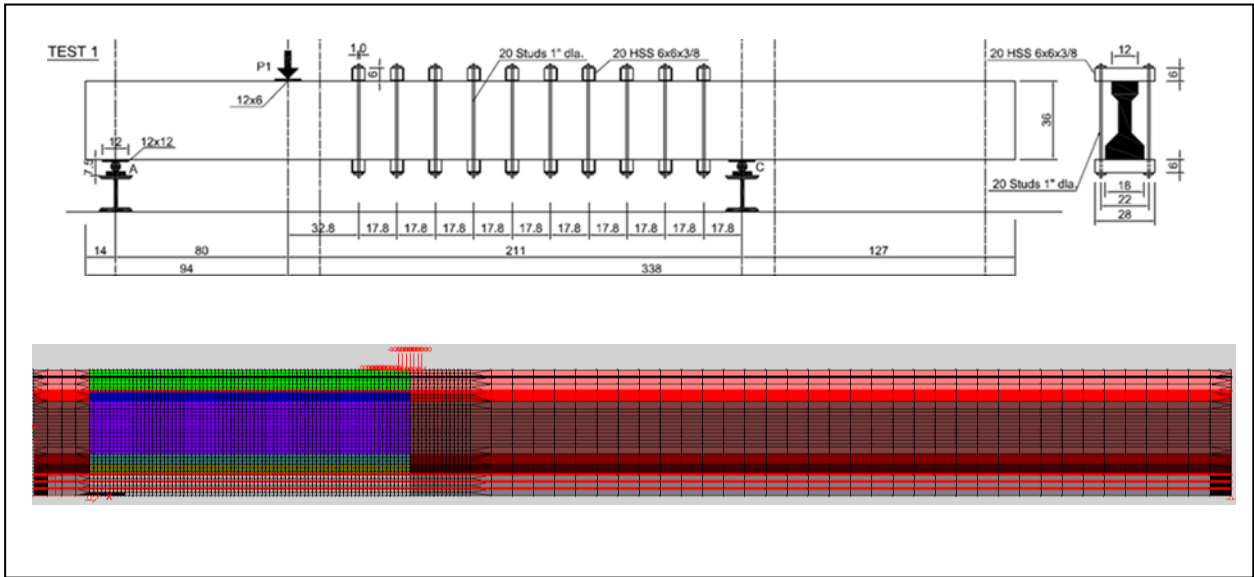 TEST 1
P1
1.0
20 Studs 1" dia.
20 HSS 6x6x3/8
20 HSS 6x6x3/8
12
6
6
12x6
36
12
12x12
7.5
A
C
6
20 Studs 1" dia.
18
22
28
32.8 17.8 17.8 17.8 17.8 17.8 17.8 17.8 17.8 17.8 17.8
14 80 211 127
94 338